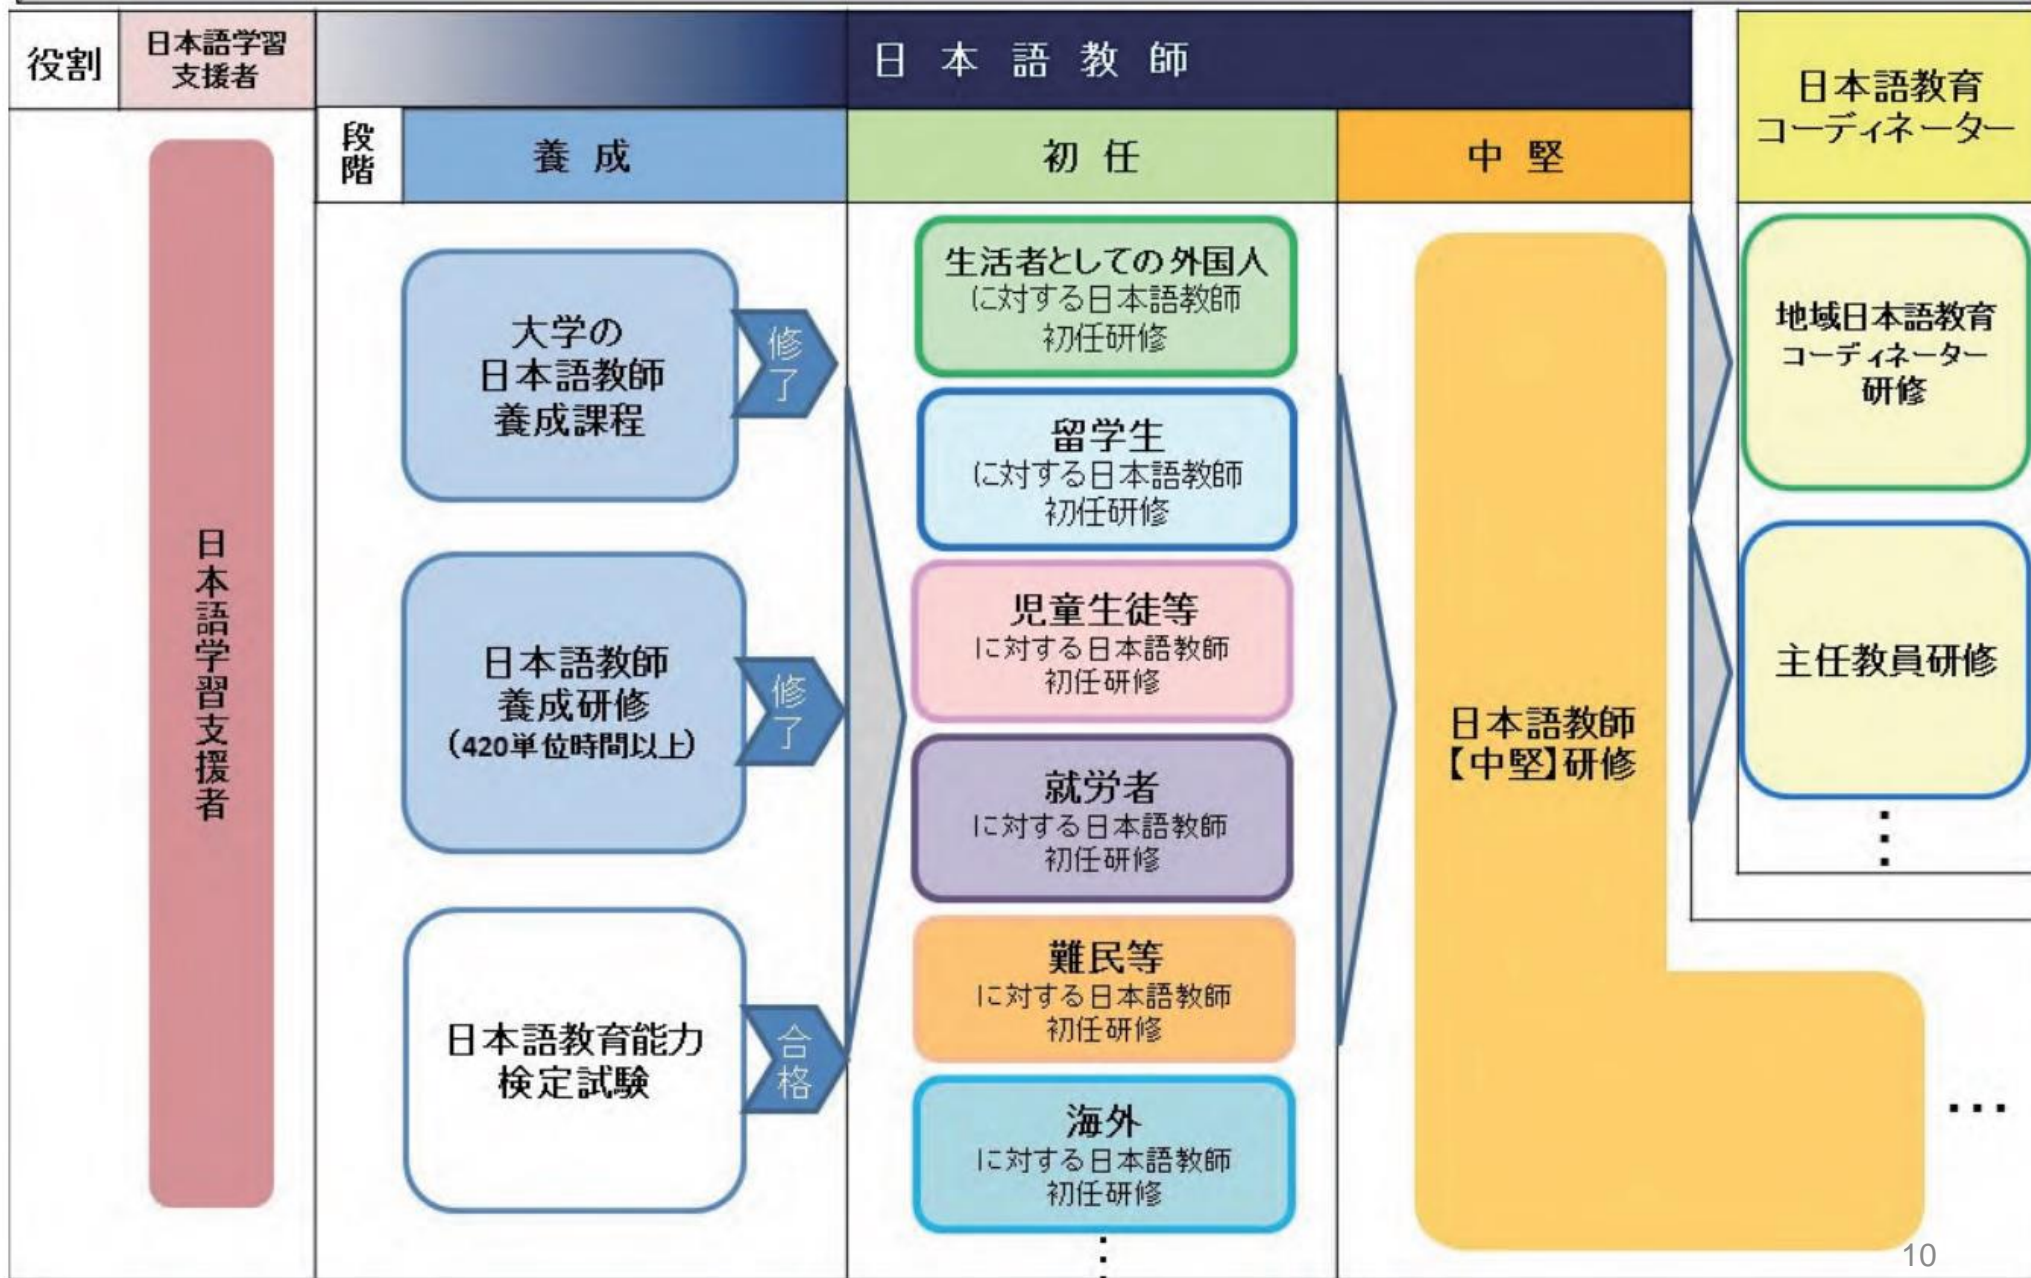 役割
日本語学習
支援者
日本語教師
日本語教育
コーディネーター
段
階
養成
初任
中堅
日本語学習支援者
大学の
日本語教師
養成課程
修
了
日本語教師
養成研修
（420単位時間以上）
修
了
日本語教育能力
検定試験
合
格
生活者としての外国人
に対する日本語教師
初任研修
留学生
に対する日本語教師
初任研修
児童生徒等
に対する日本語教師
初任研修
就労者
に対する日本語教師
初任研修
難民等
に対する日本語教師
初任研修
海外
に対する日本語教師
初任研修
⋮
日本語教師
【中堅】研修
地域日本語教育
コーディネーター
研修
主任教員研修
⋮
…
10